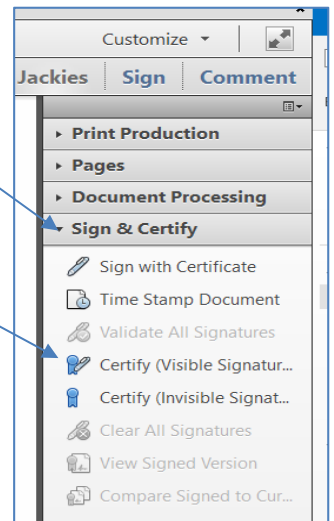 Customize
Jackies Sign Comment
Print Production
Pages
Document Processing
Sign & Certify
Sign with Certificate
Time Stamp Document
Validate All Signatures
Certify (Visible Signatur...
Certify (Invisible Signat...
Clear All Signatures
View Signed Version
Compare Signed to Cur...